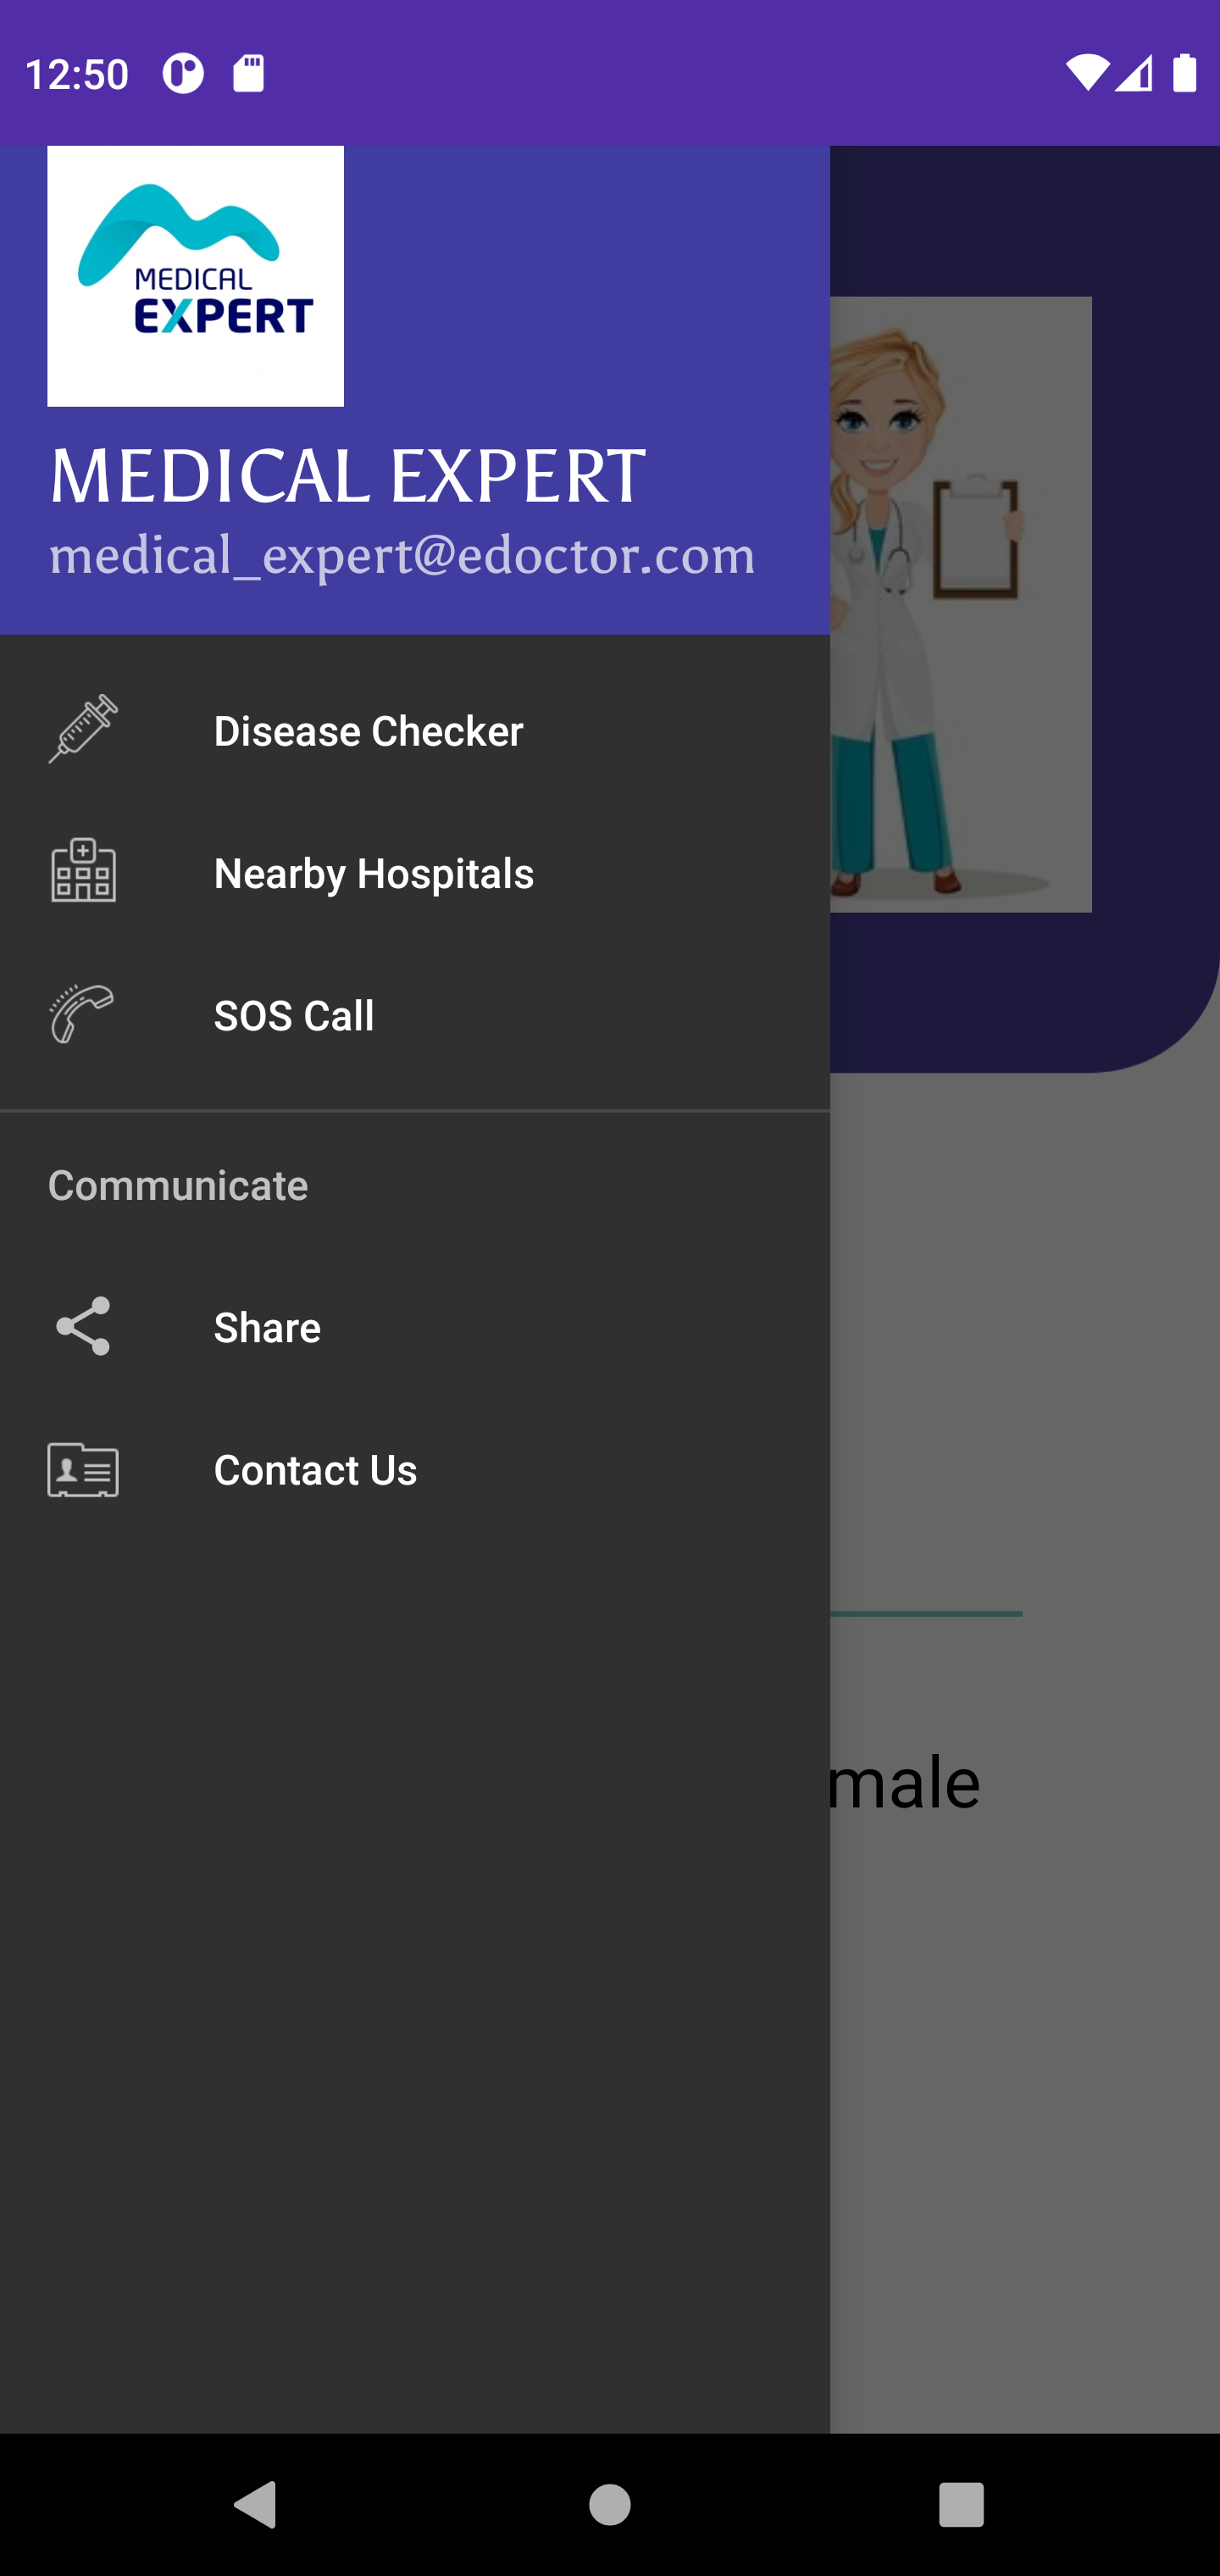 12:50
MEDICAL
EXPERT
MEDICAL EXPERT
medical_expert@edoctor.com
Disease Checker
Nearby Hospitals
SOS Call
Communicate
Share
Contact Us
male